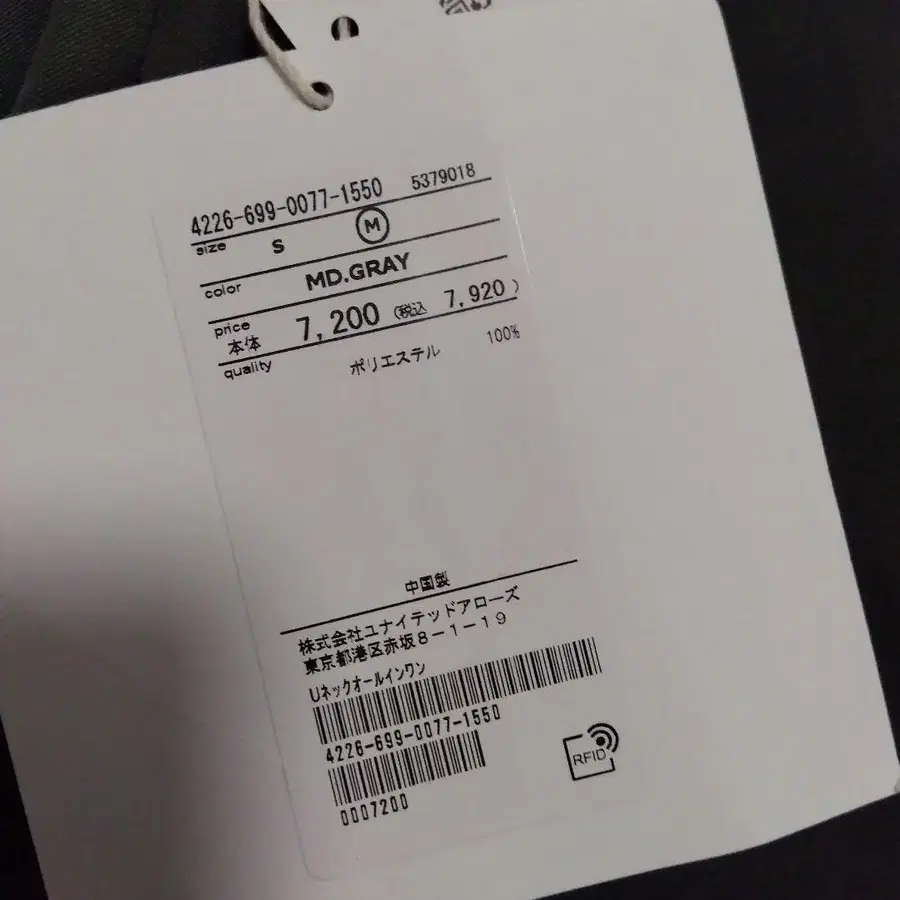 4226-699-0077-1550 5379018
size S M
color MD.GRAY
price
本体 7,200 (税込 7,920)
quality ポリエステル 100%
中国製
株式会社ユナイテッドアローズ
東京都港区赤坂8-1-19
Uネックオールインワン
4226-699-0077-1550
0007200
RFID